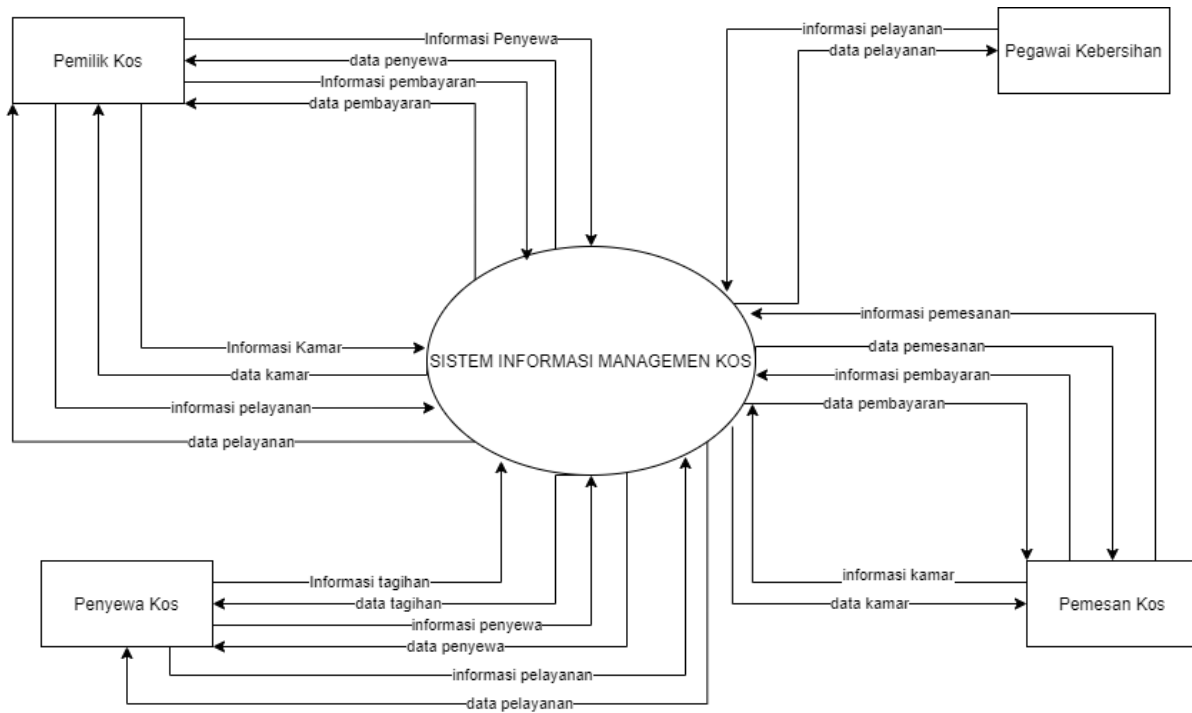 Pemilik Kos
Informasi Penyewa
data penyewa
Informasi pembayaran
data pembayaran
informasi pelayanan
data pelayanan
Pegawai Kebersihan
Informasi Kamar
data kamar
informasi pelayanan
data pelayanan
SISTEM INFORMASI MANAGEMEN KOS
informasi pemesanan
data pemesanan
informasi pembayaran
data pembayaran
informasi kamar
data kamar
Pemesan Kos
Penyewa Kos
Informasi tagihan
data tagihan
informasi penyewa
data penyewa
informasi pelayanan
data pelayanan